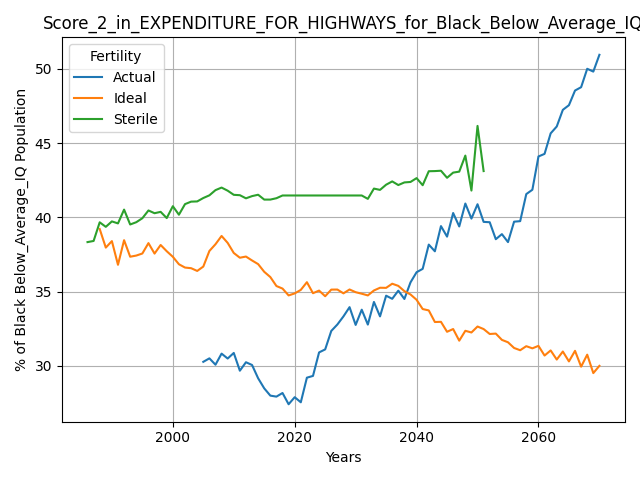 Score_2_in_EXPENDITURE_FOR_HIGHWAYS_for_Black_Below_Average_IQ
Fertility
Actual
Ideal
Sterile
% of Black Below_Average_IQ Population
50
45
40
35
30
2000
2020
2040
2060
Years